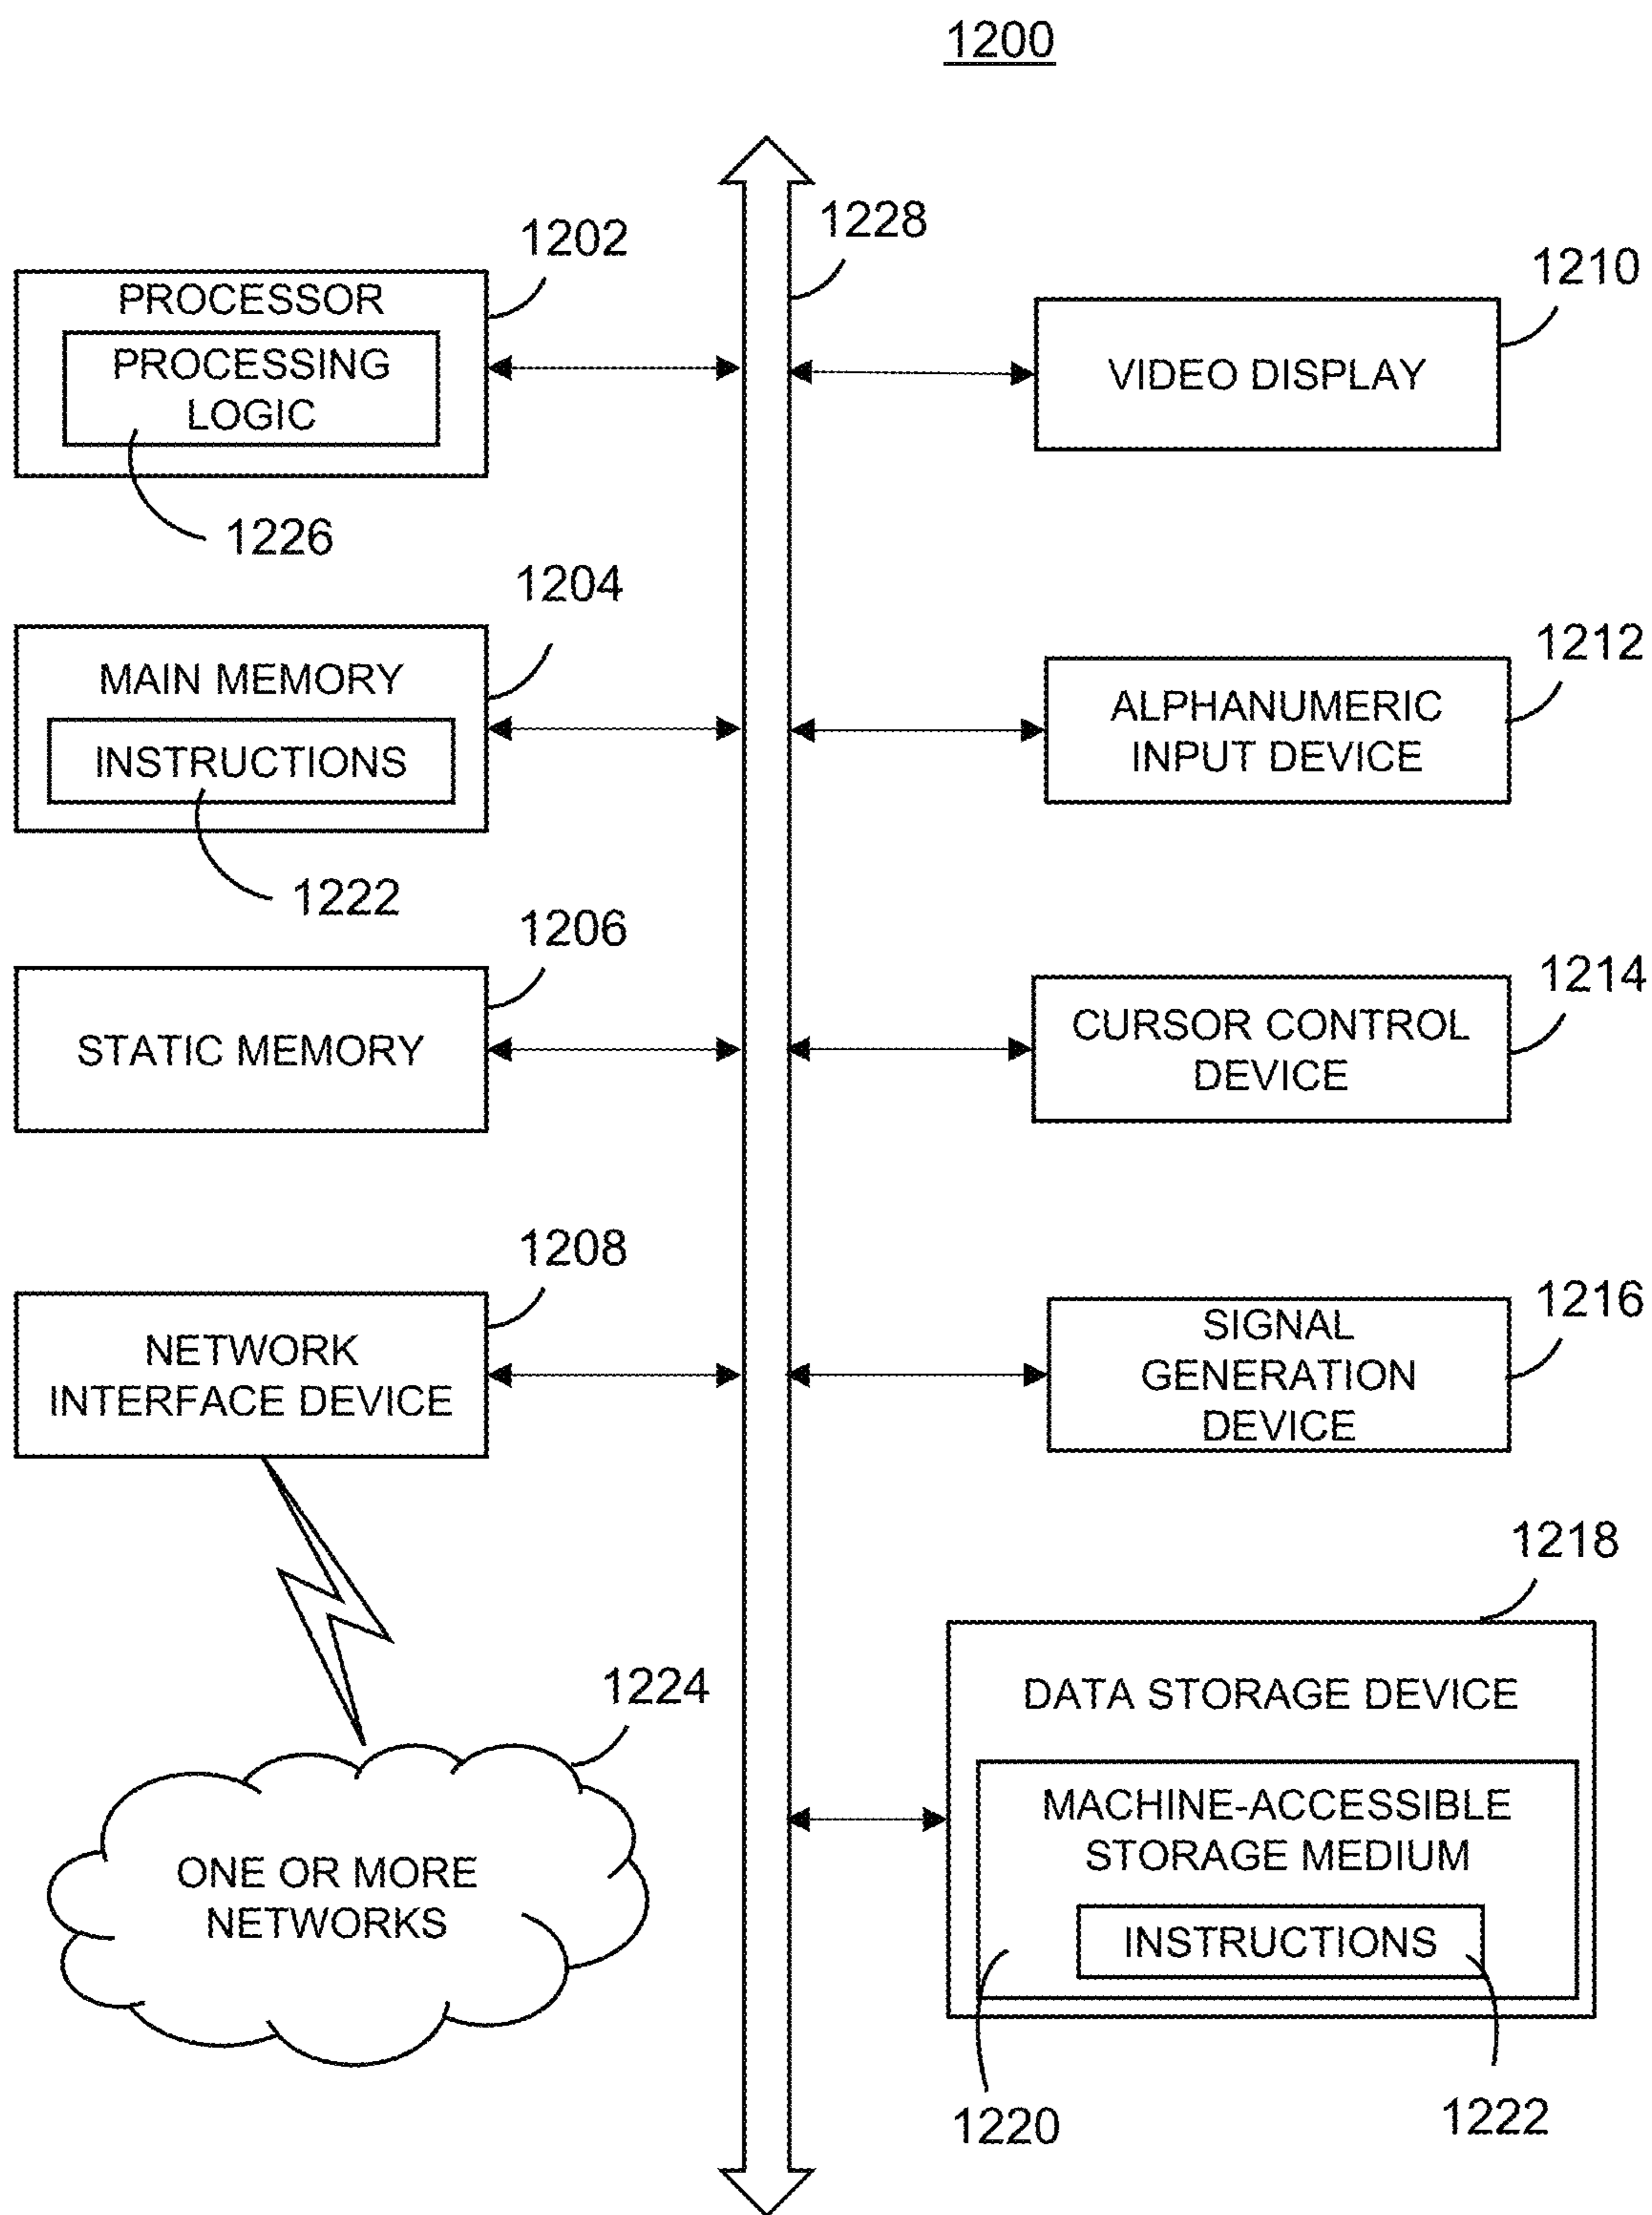 1200
1228
1202
PROCESSOR
PROCESSING
LOGIC
1226
1210
VIDEO DISPLAY
1204
MAIN MEMORY
INSTRUCTIONS
1222
1212
ALPHANUMERIC
INPUT DEVICE
1206
STATIC MEMORY
1214
CURSOR CONTROL
DEVICE
1208
NETWORK
INTERFACE DEVICE
1216
SIGNAL
GENERATION
DEVICE
1224
ONE OR MORE
NETWORKS
1218
DATA STORAGE DEVICE
MACHINE-ACCESSIBLE
STORAGE MEDIUM
INSTRUCTIONS
1220
1222